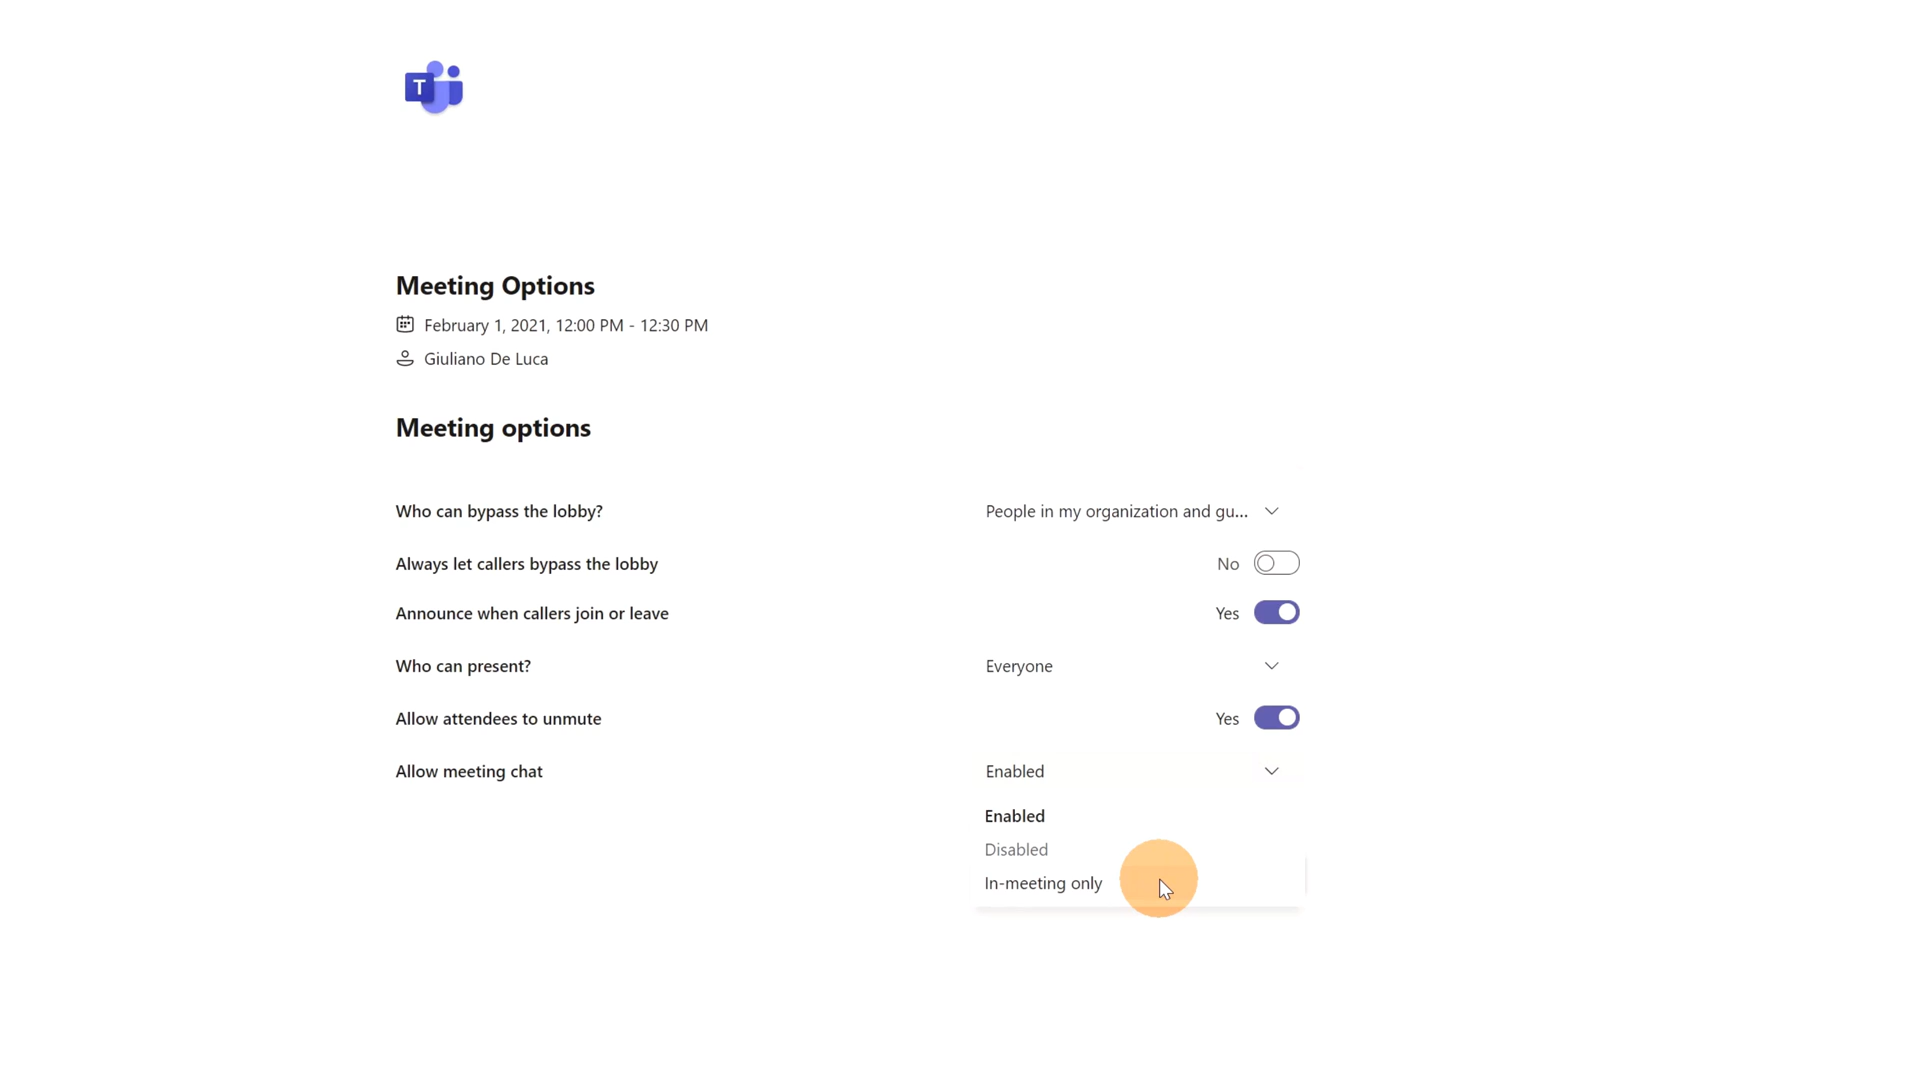 T
Meeting Options
February 1, 2021, 12:00 PM - 12:30 PM
Giuliano De Luca
Meeting options
Who can bypass the lobby? People in my organization and gu...
Always let callers bypass the lobby No
Announce when callers join or leave Yes
Who can present? Everyone
Allow attendees to unmute Yes
Allow meeting chat Enabled
Enabled
Disabled
In-meeting only